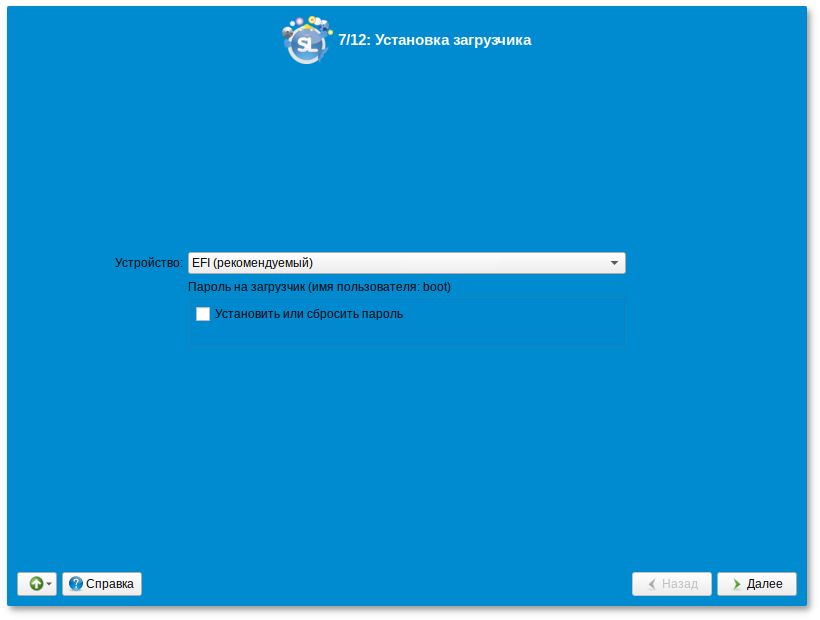 SL 7/12: Установка загрузчика
Устройство: EFI (рекомендуемый)
Пароль на загрузчик (имя пользователя: boot)
Установить или сбросить пароль
Справка
Назад
Далее